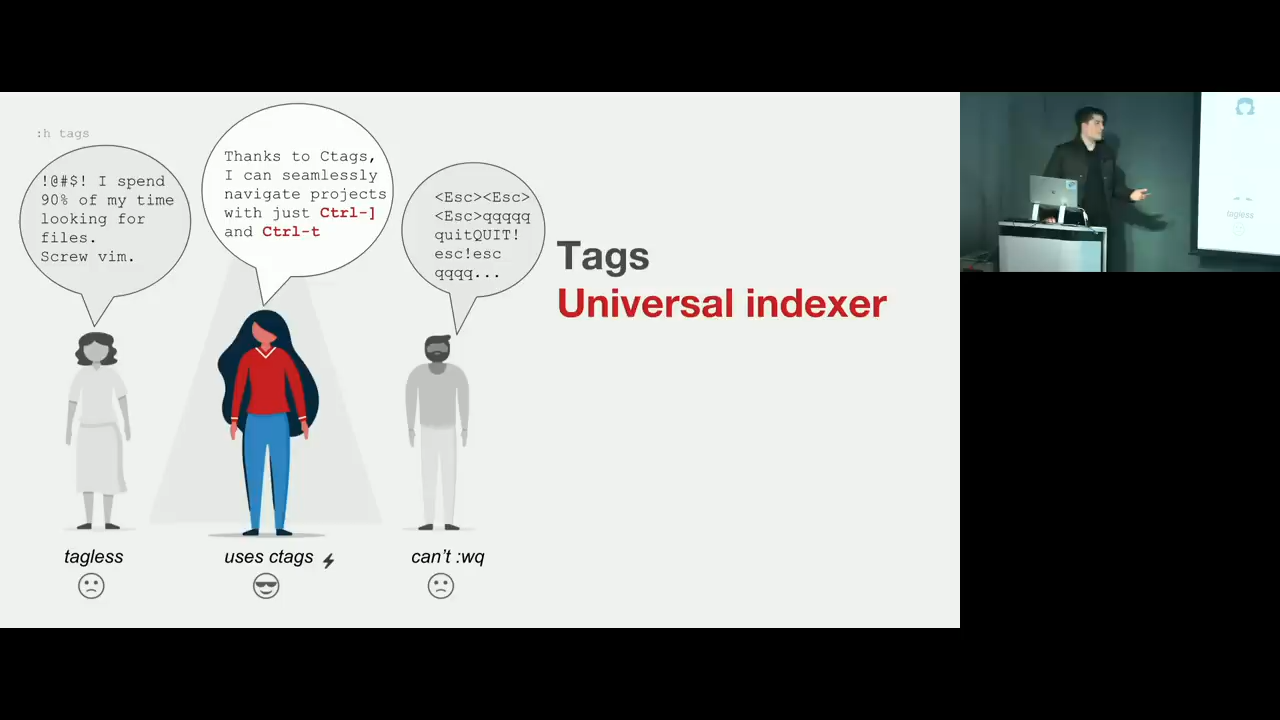 :h tags
!@#$! I spend
90% of my time
looking for
files.
Screw vim.
Thanks to Ctags,
I can seamlessly
navigate projects
with just Ctrl-]
and Ctrl-t
<Esc><Esc>
<Esc>qqqqq
quitQUIT!
esc!esc
qqqq...
Tags
Universal indexer
tagless
uses ctags
can't :wq
tagless